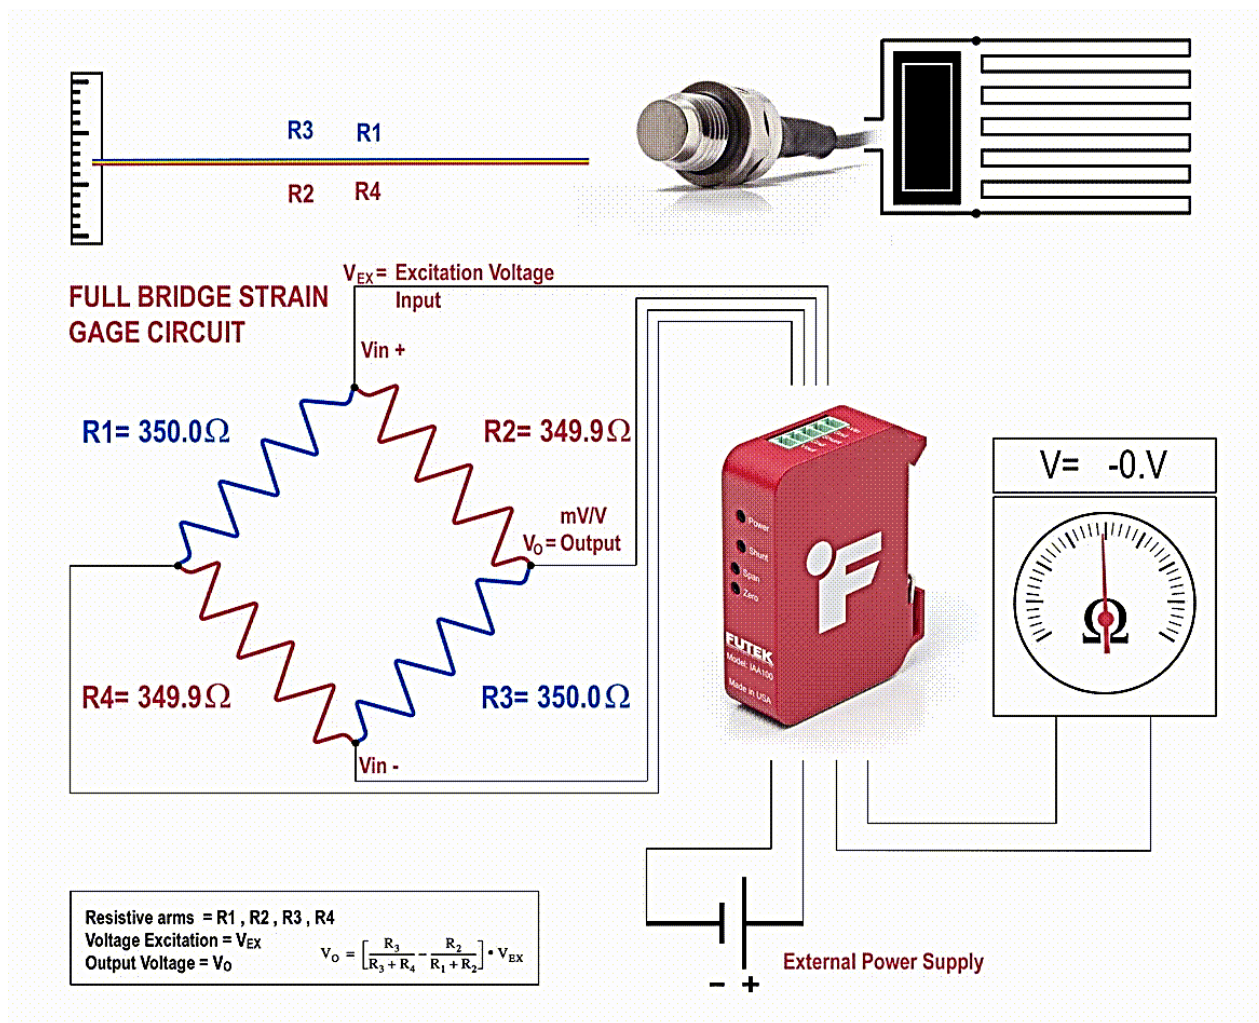 R3 R1
R2 R4
VEX = Excitation Voltage
Input
FULL BRIDGE STRAIN
GAGE CIRCUIT
Vin +
R1= 350.0Ω
R2= 349.9Ω
mV/V
VO = Output
R4= 349.9Ω
R3= 350.0Ω
Vin -
Power
Shunt
Span
Zero
FUTEK
Model: IAA100
Made in USA
V= -0.V
Ω
Resistive arms = R1 , R2 , R3 , R4
Voltage Excitation = VEX
Output Voltage = VO
VO = [R3/(R3 + R4) - R2/(R1 + R2)] • VEX
External Power Supply
− +